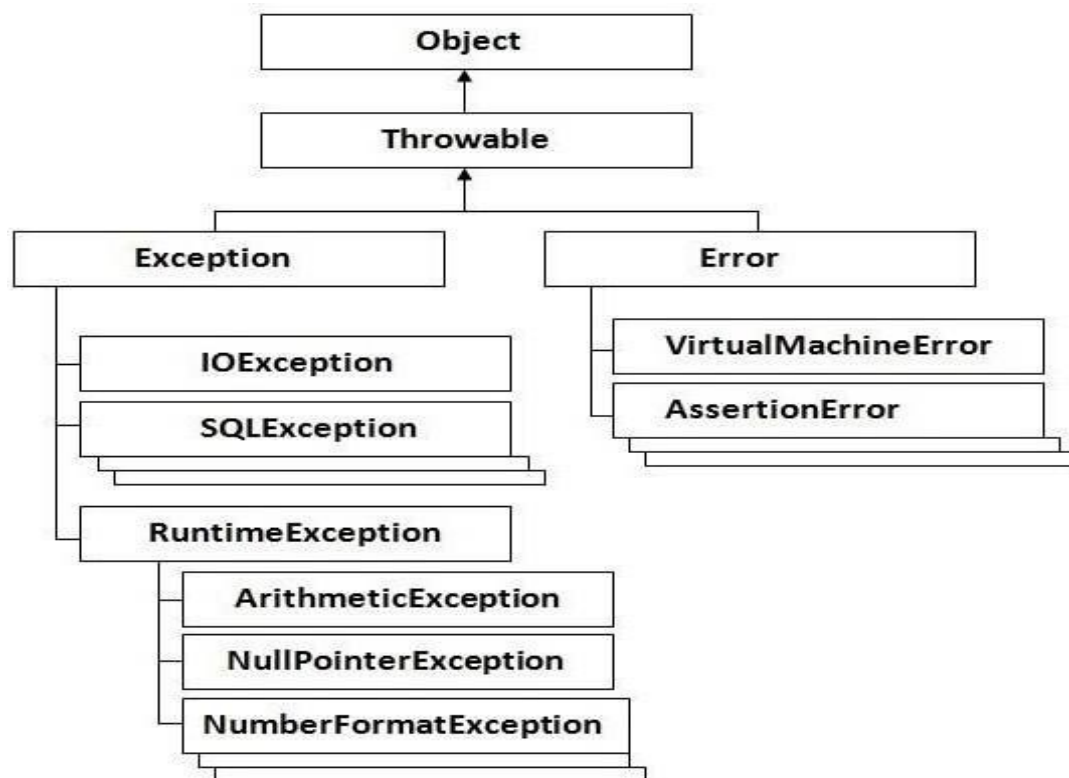 Object
Throwable
Exception
Error
IOException
SQLException
RuntimeException
ArithmeticException
NullPointerException
NumberFormatException
VirtualMachineError
AssertionError